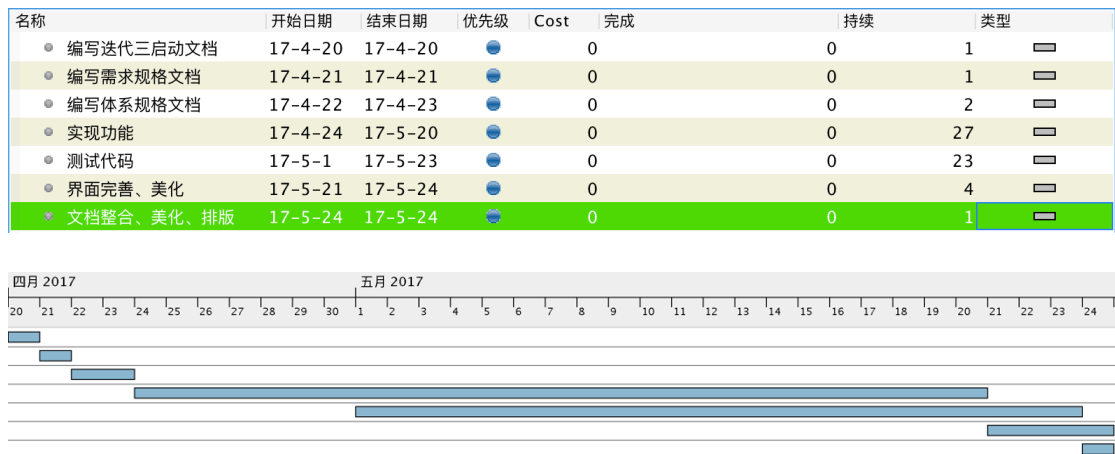 名称 开始日期 结束日期 优先级 Cost 完成 持续 类型
编写迭代三启动文档 17-4-20 17-4-20 0 0 1
编写需求规格文档 17-4-21 17-4-21 0 0 1
编写体系规格文档 17-4-22 17-4-23 0 0 2
实现功能 17-4-24 17-5-20 0 0 27
测试代码 17-5-1 17-5-23 0 0 23
界面完善、美化 17-5-21 17-5-24 0 0 4
文档整合、美化、排版 17-5-24 17-5-24 0 0 1
四月 2017 五月 2017
20 21 22 23 24 25 26 27 28 29 30 1 2 3 4 5 6 7 8 9 10 11 12 13 14 15 16 17 18 19 20 21 22 23 24